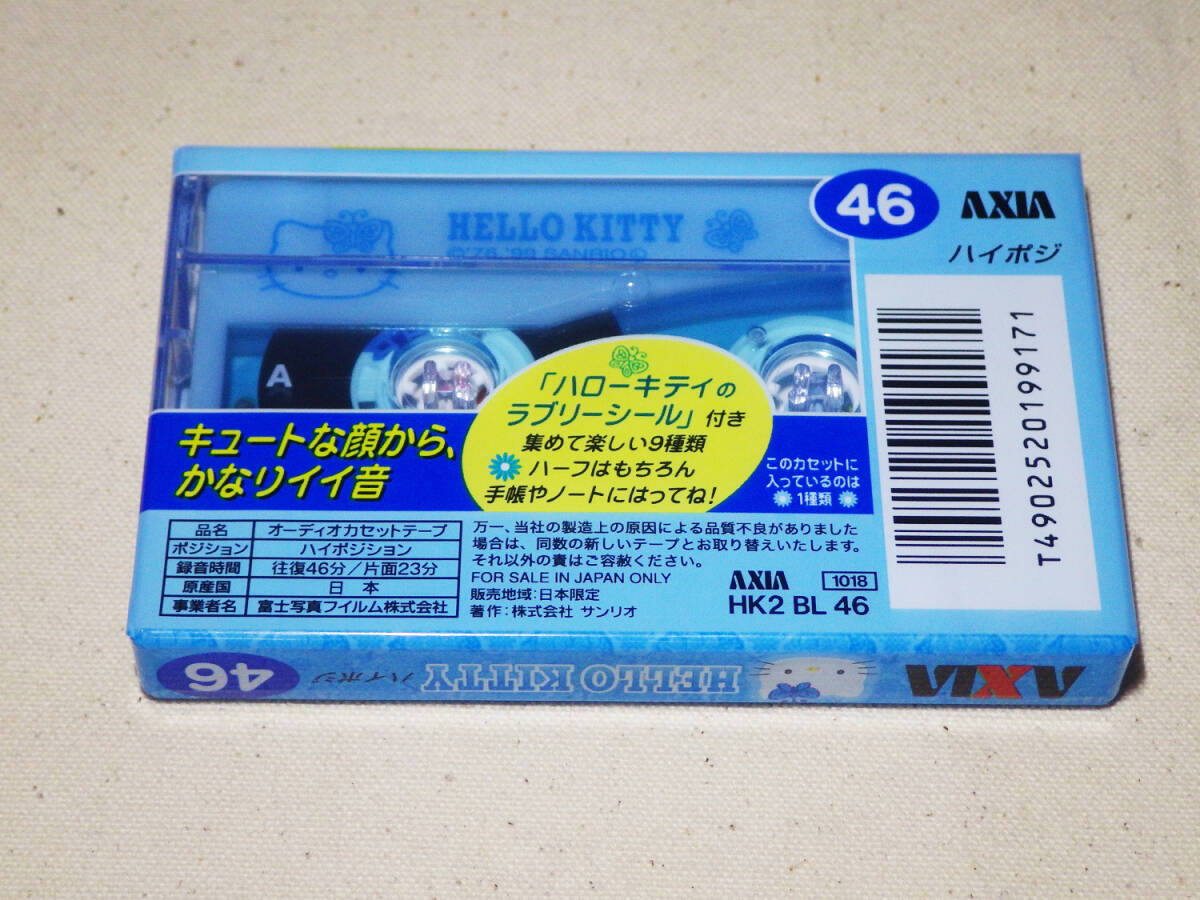 46
AXIA
ハイポジ
HELLO KITTY
©'76, '99 SANRIO
A
「ハローキティの
ラブリーシール」付き
集めて楽しい9種類
ハーフはもちろん
手帳やノートにはってね!
このカセットに
入っているのは
1種類
キュートな顔から、
かなりイイ音
T4902520199171
品名 オーディオカセットテープ
ポジション ハイポジション
録音時間 往復46分/片面23分
原産国 日本
事業者名 富士写真フイルム株式会社
万一、当社の製造上の原因による品質不良がありました
場合は、同数の新しいテープとお取り替えいたします。
それ以外の責はご容赦ください。
FOR SALE IN JAPAN ONLY
販売地域:日本限定
著作:株式会社 サンリオ
AXIA 1018
HK2 BL 46
AXIA
HELLO KITTY
ハイポジ
46